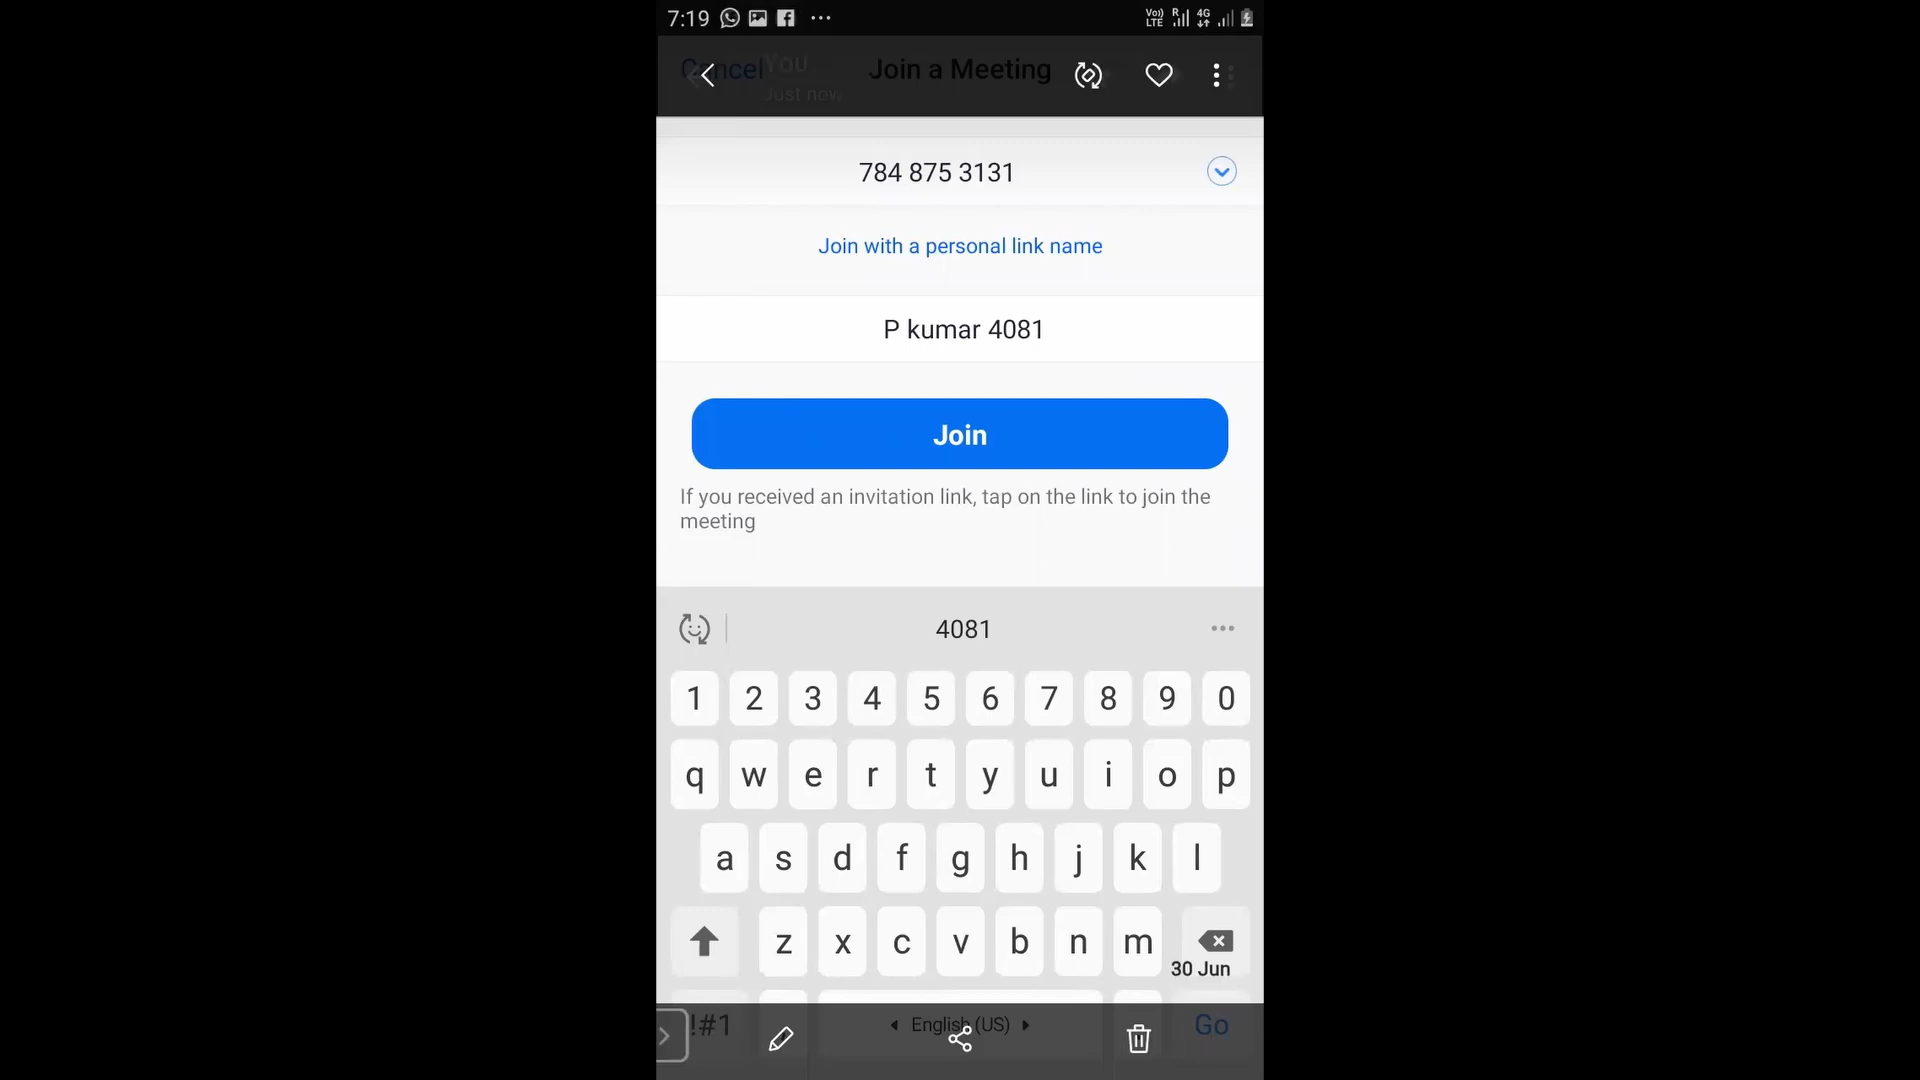 7:19
VoLTE R 4G
Cancel You Join a Meeting
Just now
784 875 3131
Join with a personal link name
P kumar 4081
Join
If you received an invitation link, tap on the link to join the
meeting
4081
1 2 3 4 5 6 7 8 9 0
q w e r t y u i o p
a s d f g h j k l
z x c v b n m
30 Jun
!#1 English (US) Go